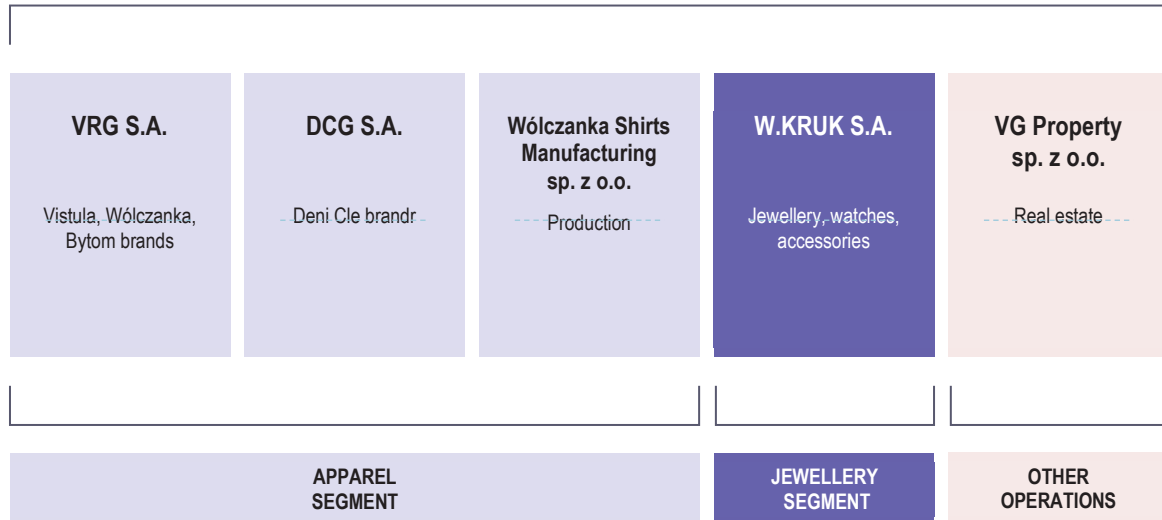 VRG S.A.
Vistula, Wólczanka,
Bytom brands
DCG S.A.
Deni Cle brandr
Wólczanka Shirts
Manufacturing
sp. z o.o.
Production
W.KRUK S.A.
Jewellery, watches,
accessories
VG Property
sp. z o.o.
Real estate
APPAREL
SEGMENT
JEWELLERY
SEGMENT
OTHER
OPERATIONS